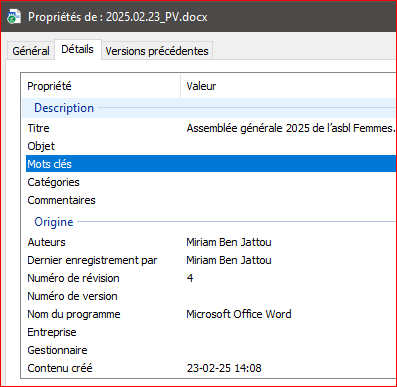 Propriétés de : 2025.02.23_PV.docx
Général Détails Versions précédentes
Propriété Valeur
Description
Titre Assemblée générale 2025 de l'asbl Femmes.
Objet
Mots clés
Catégories
Commentaires
Origine
Auteurs Miriam Ben Jattou
Dernier enregistrement par Miriam Ben Jattou
Numéro de révision 4
Numéro de version
Nom du programme Microsoft Office Word
Entreprise
Gestionnaire
Contenu créé 23-02-25 14:08